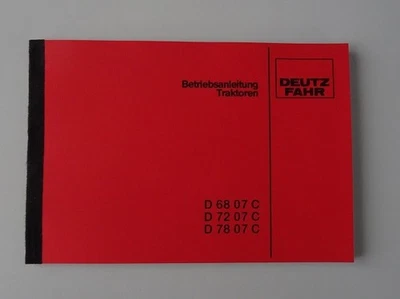 Betriebsanleitung
Traktoren
DEUTZ
FAHR
D 68 07 C
D 72 07 C
D 78 07 C